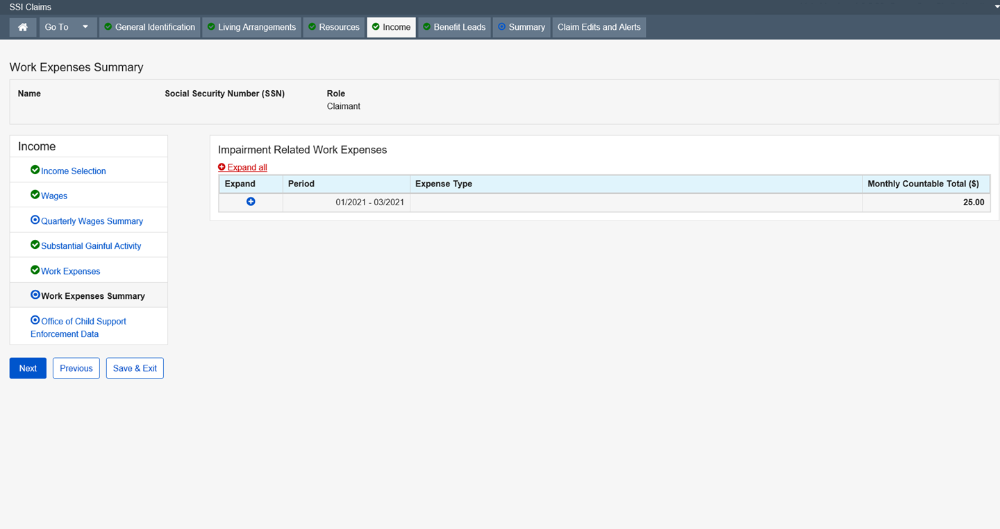 SSI Claims
Go To
General Identification
Living Arrangements
Resources
Income
Benefit Leads
Summary
Claim Edits and Alerts
Work Expenses Summary
Name
Social Security Number (SSN)
Role
Claimant
Income
Income Selection
Wages
Quarterly Wages Summary
Substantial Gainful Activity
Work Expenses
Work Expenses Summary
Office of Child Support
Enforcement Data
Next
Previous
Save & Exit
Impairment Related Work Expenses
Expand all
Expand
Period
Expense Type
Monthly Countable Total ($)
01/2021 - 03/2021
25.00